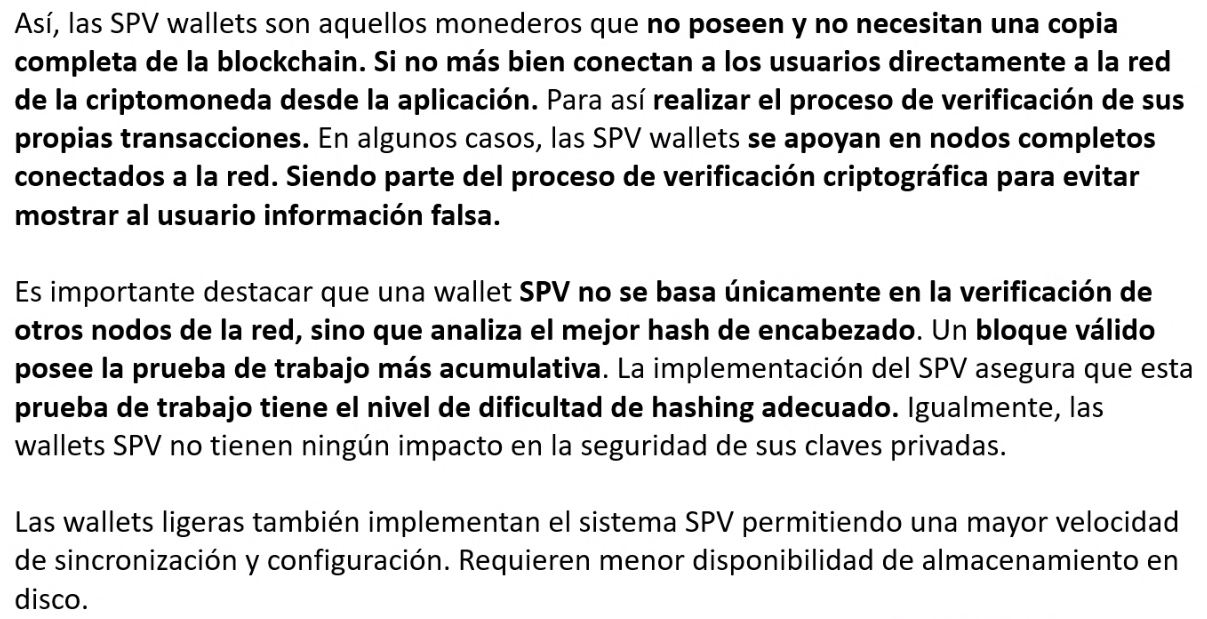 Así, las SPV wallets son aquellos monederos que no poseen y no necesitan una copia
completa de la blockchain. Si no más bien conectan a los usuarios directamente a la red
de la criptomoneda desde la aplicación. Para así realizar el proceso de verificación de sus
propias transacciones. En algunos casos, las SPV wallets se apoyan en nodos completos
conectados a la red. Siendo parte del proceso de verificación criptográfica para evitar
mostrar al usuario información falsa.
Es importante destacar que una wallet SPV no se basa únicamente en la verificación de
otros nodos de la red, sino que analiza el mejor hash de encabezado. Un bloque válido
posee la prueba de trabajo más acumulativa. La implementación del SPV asegura que esta
prueba de trabajo tiene el nivel de dificultad de hashing adecuado. Igualmente, las
wallets SPV no tienen ningún impacto en la seguridad de sus claves privadas.
Las wallets ligeras también implementan el sistema SPV permitiendo una mayor velocidad
de sincronización y configuración. Requieren menor disponibilidad de almacenamiento en
disco.